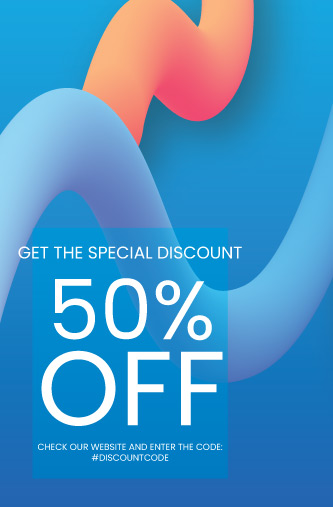 GET THE SPECIAL DISCOUNT
50%
OFF
CHECK OUR WEBSITE AND ENTER THE CODE:
#DISCOUNTCODE